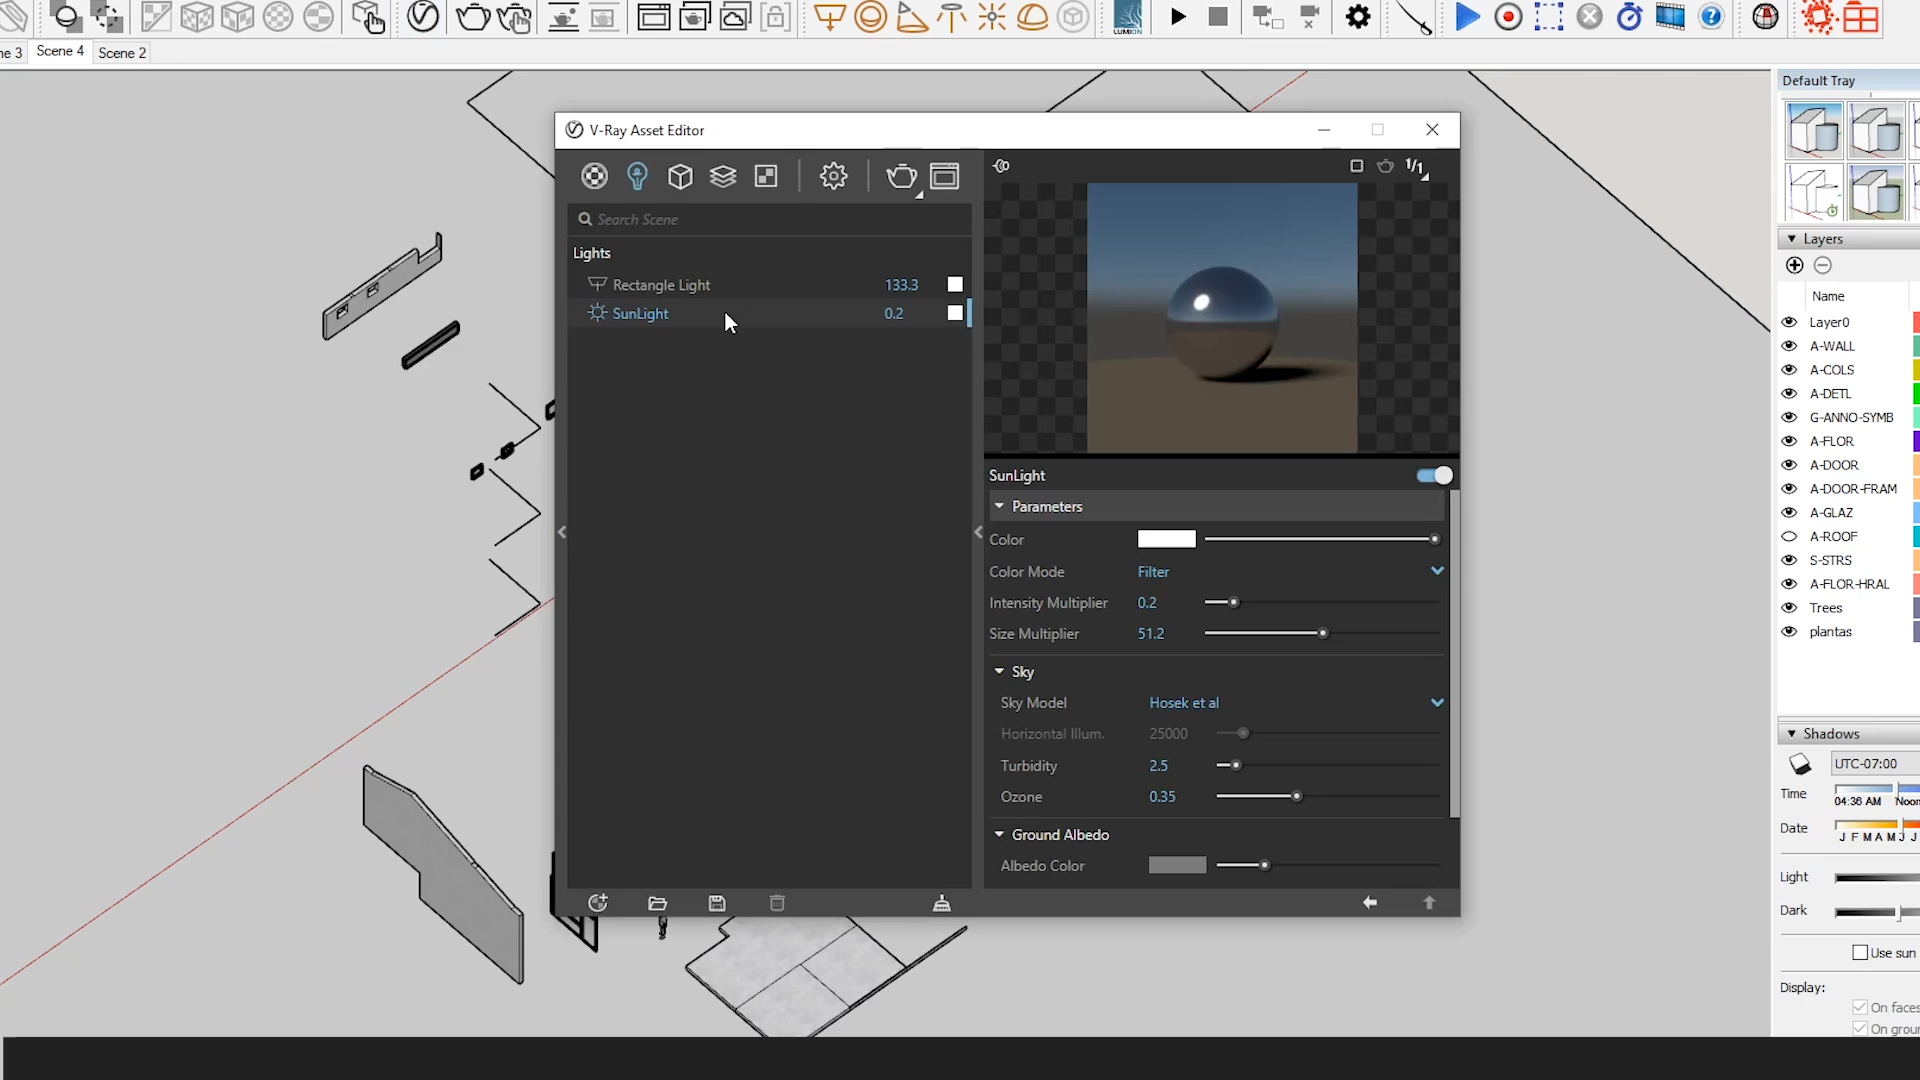 LUMION
ne 3
Scene 4
Scene 2
Default Tray
V-Ray Asset Editor
1/1
Search Scene
Lights
Rectangle Light 133.3
SunLight 0.2
SunLight
Parameters
Color
Color Mode Filter
Intensity Multiplier 0.2
Size Multiplier 51.2
Sky
Sky Model Hosek et al
Horizontal Illum. 25000
Turbidity 2.5
Ozone 0.35
Ground Albedo
Albedo Color
Layers
Name
Layer0
A-WALL
A-COLS
A-DETL
G-ANNO-SYMB
A-FLOR
A-DOOR
A-DOOR-FRAM
A-GLAZ
A-ROOF
S-STRS
A-FLOR-HRAL
Trees
plantas
Shadows
UTC-07:00
Time
04:36 AM Noon
Date
J F M A M J J
Light
Dark
Use sun
Display:
On faces
On groun